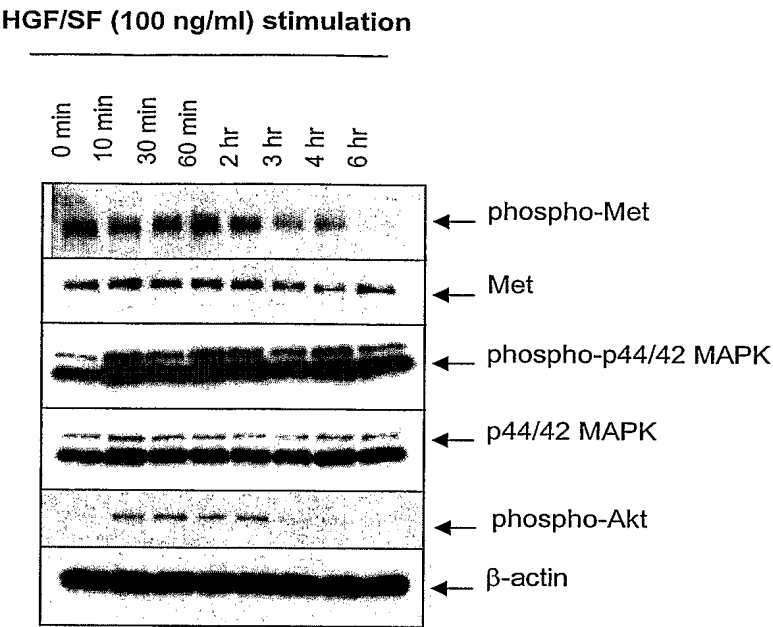 HGF/SF (100 ng/ml) stimulation
0 min
10 min
30 min
60 min
2 hr
3 hr
4 hr
6 hr
phospho-Met
Met
phospho-p44/42 MAPK
p44/42 MAPK
phospho-Akt
β-actin